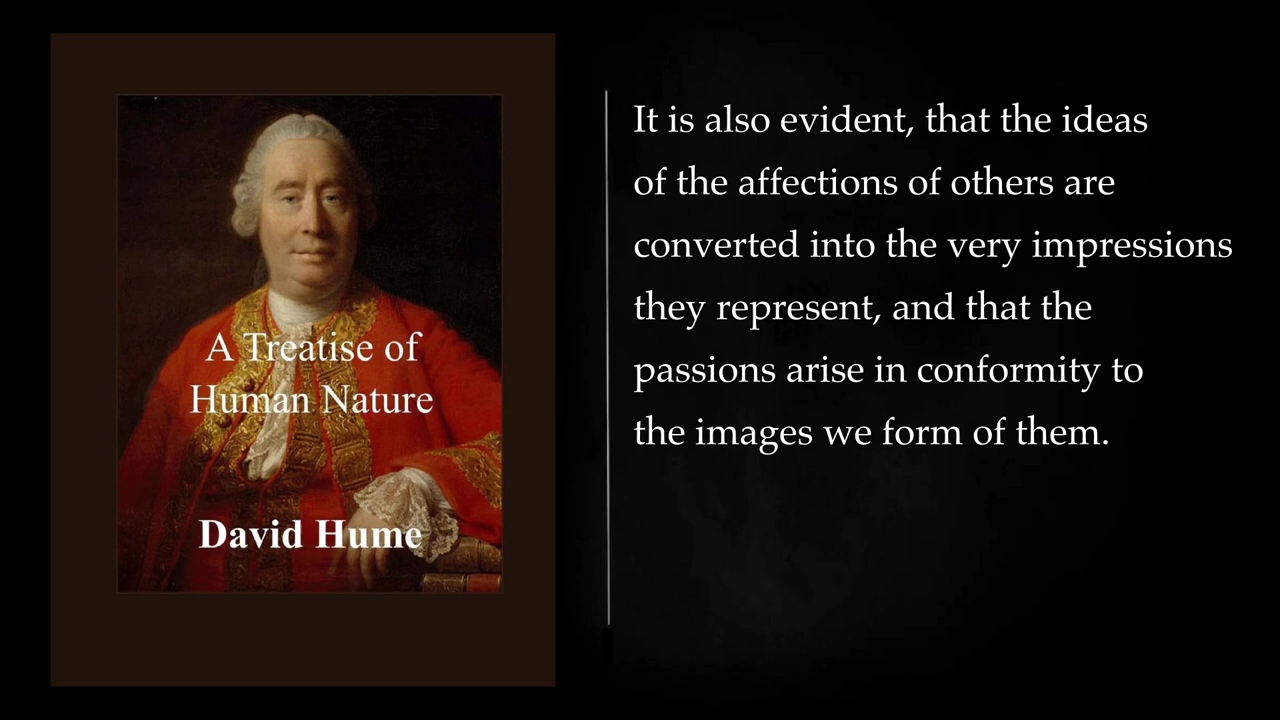 A Treatise of
Human Nature
David Hume
It is also evident, that the ideas
of the affections of others are
converted into the very impressions
they represent, and that the
passions arise in conformity to
the images we form of them.